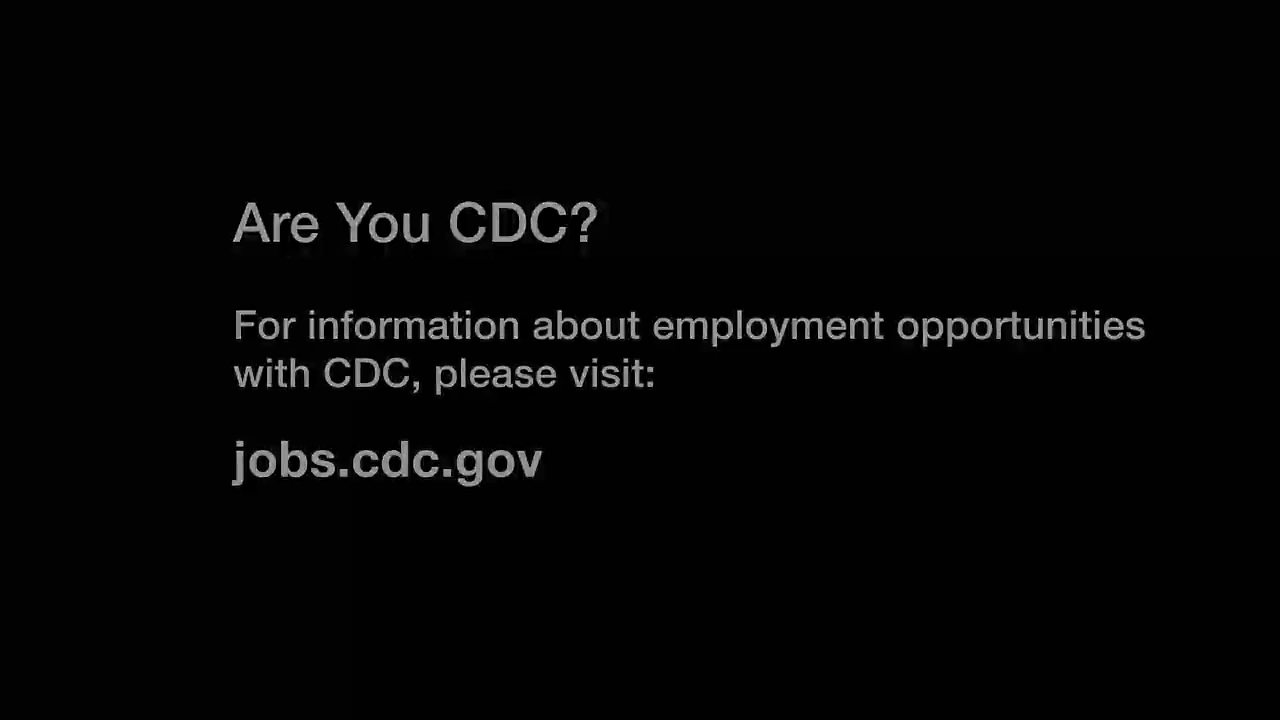 Are You CDC?
For information about employment opportunities
with CDC, please visit:
jobs.cdc.gov